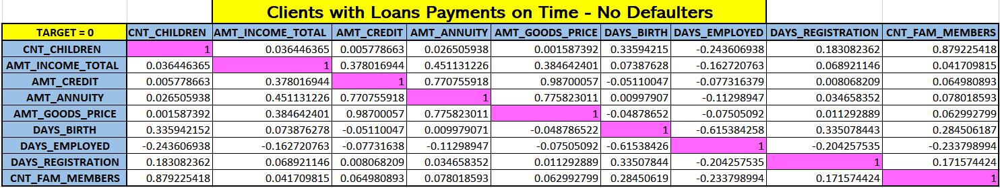 Clients with Loans Payments on Time - No Defaulters
TARGET = 0 CNT_CHILDREN AMT_INCOME_TOTAL AMT_CREDIT AMT_ANNUITY AMT_GOODS_PRICE DAYS_BIRTH DAYS_EMPLOYED DAYS_REGISTRATION CNT_FAM_MEMBERS
CNT_CHILDREN 1 0.036446365 0.005778663 0.026505938 0.001587392 0.33594215 -0.243606938 0.183082362 0.879225418
AMT_INCOME_TOTAL 0.036446365 1 0.378016944 0.451131226 0.384642401 0.07387628 -0.162720763 0.068921146 0.041709815
AMT_CREDIT 0.005778663 0.378016944 1 0.770755918 0.98700057 -0.05110047 -0.077316379 0.008068209 0.064980893
AMT_ANNUITY 0.026505938 0.451131226 0.770755918 1 0.775823011 0.00997907 -0.11298947 0.034658352 0.078018593
AMT_GOODS_PRICE 0.001587392 0.384642401 0.98700057 0.775823011 1 -0.04878652 -0.07505092 0.011292889 0.062992799
DAYS_BIRTH 0.335942152 0.073876278 -0.05110047 0.009979071 -0.048786522 1 -0.615384258 0.335078443 0.284506187
DAYS_EMPLOYED -0.243606938 -0.162720763 -0.07731638 -0.11298947 -0.07505092 -0.61538426 1 -0.204257535 -0.233798994
DAYS_REGISTRATION 0.183082362 0.068921146 0.008068209 0.034658352 0.011292889 0.33507844 -0.204257535 1 0.171574424
CNT_FAM_MEMBERS 0.879225418 0.041709815 0.064980893 0.078018593 0.062992799 0.28450619 -0.233798994 0.171574424 1